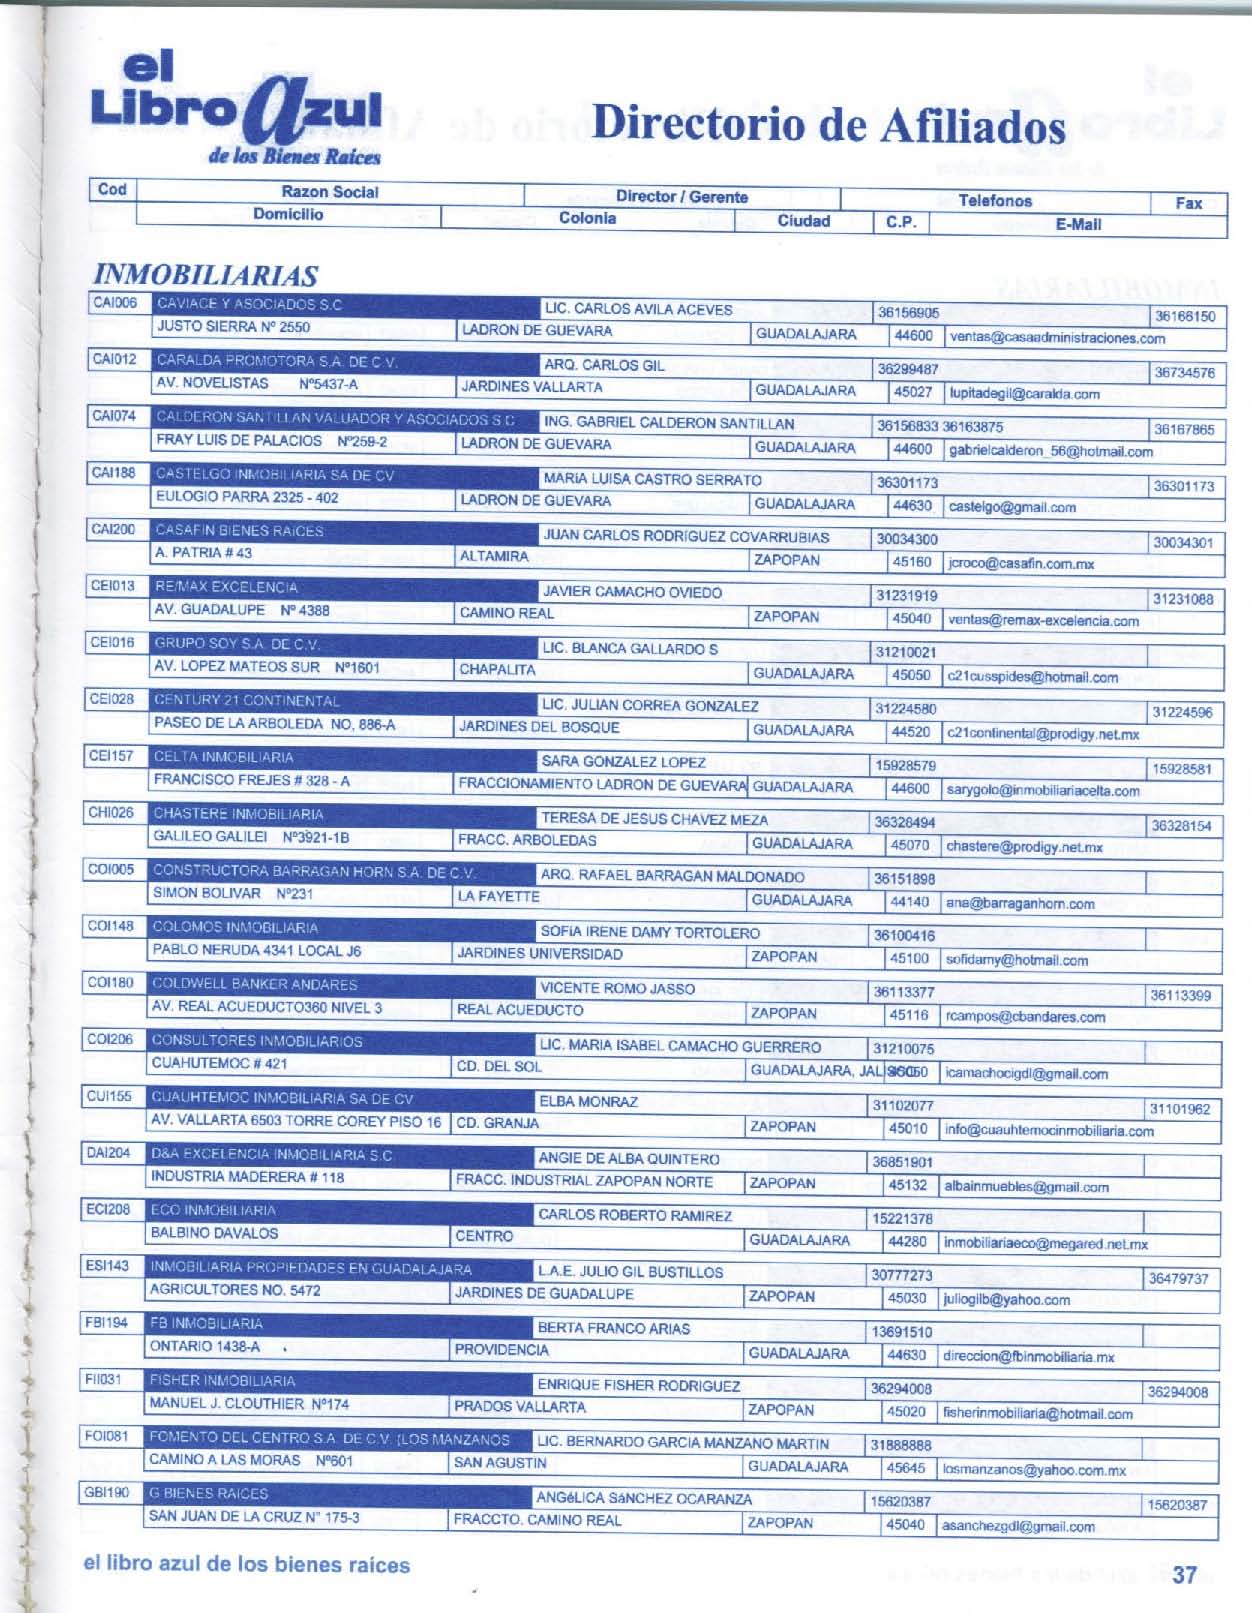 el
Libro azul
de los Bienes Raíces
Directorio de Afiliados
Cod Razon Social Director / Gerente Telefonos Fax
Domicilio Colonia Ciudad C.P. E-Mail
INMOBILIARIAS
CAI006 CAVIACE Y ASOCIADOS S.C LIC. CARLOS AVILA ACEVES 36156905 36166150
JUSTO SIERRA Nº 2550 LADRON DE GUEVARA GUADALAJARA 44600 ventas@casaadministraciones.com
CAI012 CARALDA PROMOTORA S.A. DE C.V. ARQ. CARLOS GIL 36299487 36734576
AV. NOVELISTAS Nº5437-A JARDINES VALLARTA GUADALAJARA 45027 lupitadegil@caralda.com
CAI074 CALDERON SANTILLAN VALUADOR Y ASOCIADOS S.C ING. GABRIEL CALDERON SANTILLAN 36156833 36163875 36167865
FRAY LUIS DE PALACIOS Nº259-2 LADRON DE GUEVARA GUADALAJARA 44600 gabrielcalderon_56@hotmail.com
CAI188 CASTELGO INMOBILIARIA SA DE CV MARIA LUISA CASTRO SERRATO 36301173 36301173
EULOGIO PARRA 2325 - 402 LADRON DE GUEVARA GUADALAJARA 44630 castelgo@gmail.com
CAI200 CASAFIN BIENES RAICES JUAN CARLOS RODRIGUEZ COVARRUBIAS 30034300 30034301
A. PATRIA # 43 ALTAMIRA ZAPOPAN 45160 jcroco@casafin.com.mx
CEI013 RE/MAX EXCELENCIA JAVIER CAMACHO OVIEDO 31231919 31231088
AV. GUADALUPE Nº 4388 CAMINO REAL ZAPOPAN 45040 ventas@remax-excelencia.com
CEI016 GRUPO SOY S.A. DE C.V. LIC. BLANCA GALLARDO S 31210021
AV. LOPEZ MATEOS SUR Nº1601 CHAPALITA GUADALAJARA 45050 c21cusspides@hotmail.com
CEI028 CENTURY 21 CONTINENTAL LIC. JULIAN CORREA GONZALEZ 31224580 31224596
PASEO DE LA ARBOLEDA NO. 886-A JARDINES DEL BOSQUE GUADALAJARA 44520 c21continental@prodigy.net.mx
CEI157 CELTA INMOBILIARIA SARA GONZALEZ LOPEZ 15928579 15928581
FRANCISCO FREJES # 328 - A FRACCIONAMIENTO LADRON DE GUEVARA GUADALAJARA 44600 sarygolo@inmobiliariacelta.com
CHI026 CHASTERE INMOBILIARIA TERESA DE JESUS CHAVEZ MEZA 36328494 36328154
GALILEO GALILEI Nº3921-1B FRACC. ARBOLEDAS GUADALAJARA 45070 chastere@prodigy.net.mx
COI005 CONSTRUCTORA BARRAGAN HORN S.A. DE C.V. ARQ. RAFAEL BARRAGAN MALDONADO 36151898
SIMON BOLIVAR Nº231 LA FAYETTE GUADALAJARA 44140 ana@barraganhorn.com
COI148 COLOMOS INMOBILIARIA SOFIA IRENE DAMY TORTOLERO 36100416
PABLO NERUDA 4341 LOCAL J6 JARDINES UNIVERSIDAD ZAPOPAN 45100 sofidamy@hotmail.com
COI180 COLDWELL BANKER ANDARES VICENTE ROMO JASSO 36113377 36113399
AV. REAL ACUEDUCTO360 NIVEL 3 REAL ACUEDUCTO ZAPOPAN 45116 rcampos@cbandares.com
COI206 CONSULTORES INMOBILIARIOS LIC. MARIA ISABEL CAMACHO GUERRERO 31210075
CUAHUTEMOC # 421 CD. DEL SOL GUADALAJARA, icamachocigdl@gmail.com
CUI155 CUAUHTEMOC INMOBILIARIA SA DE CV ELBA MONRAZ 31102077 31101962
AV. VALLARTA 6503 TORRE COREY PISO 16 CD. GRANJA ZAPOPAN 45010 info@cuauhtemocinmobiliaria.com
DAI204 D&A EXCELENCIA INMOBILIARIA S.C. ANGIE DE ALBA QUINTERO 36851901
INDUSTRIA MADERERA # 118 FRACC. INDUSTRIAL ZAPOPAN NORTE ZAPOPAN 45132 albainmuebles@gmail.com
ECI208 ECO INMOBILIARIA CARLOS ROBERTO RAMIREZ 15221378
BALBINO DAVALOS CENTRO GUADALAJARA 44280 inmobiliariaeco@megared.net.mx
ESI143 INMOBILIARIA PROPIEDADES EN GUADALAJARA L.A.E. JULIO GIL BUSTILLOS 30777273 36479737
AGRICULTORES NO. 5472 JARDINES DE GUADALUPE ZAPOPAN 45030 juliogilb@yahoo.com
FBI194 FB INMOBILIARIA BERTA FRANCO ARIAS 13691510
ONTARIO 1438-A PROVIDENCIA GUADALAJARA 44630 direccion@fbinmobiliaria.mx
FII031 FISHER INMOBILIARIA ENRIQUE FISHER RODRIGUEZ 36294008 36294008
MANUEL J. CLOUTHIER Nº174 PRADOS VALLARTA ZAPOPAN 45020 fisherinmobiliaria@hotmail.com
FOI081 FOMENTO DEL CENTRO S.A. DE C.V. (LOS MANZANOS LIC. BERNARDO GARCIA MANZANO MARTIN 31888888
CAMINO A LAS MORAS Nº601 SAN AGUSTIN GUADALAJARA 45645 losmanzanos@yahoo.com.mx
GBI190 G BIENES RAICES ANGéLICA SáNCHEZ OCARANZA 15620387 15620387
SAN JUAN DE LA CRUZ N° 175-3 FRACCTO. CAMINO REAL ZAPOPAN 45040 asanchezgdl@gmail.com
el libro azul de los bienes raíces
37